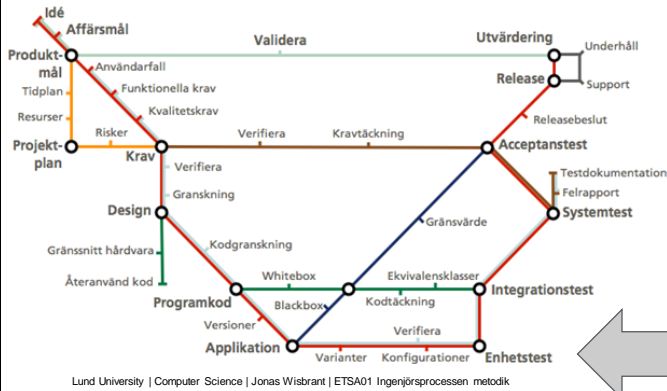 Idé
Affärsmål
Validera
Utvärdering
Underhåll
Produkt-
mål
Användarfall
Release
Support
Tidplan
Funktionella krav
Resurser
Kvalitetskrav
Releasebeslut
Risker
Verifiera
Kravtäckning
Projekt-
plan
Krav
Acceptanstest
Verifiera
Testdokumentation
Granskning
Felrapport
Design
Systemtest
Gränsvärde
Kodgranskning
Gränssnitt hårdvara
Återanvänd kod
Whitebox
Ekvivalensklasser
Programkod
Blackbox
Kodtäckning
Integrationstest
Versioner
Verifiera
Applikation
Varianter
Konfigurationer
Enhetstest
Lund University | Computer Science | Jonas Wisbrant | ETSA01 Ingenjörsprocessen metodik